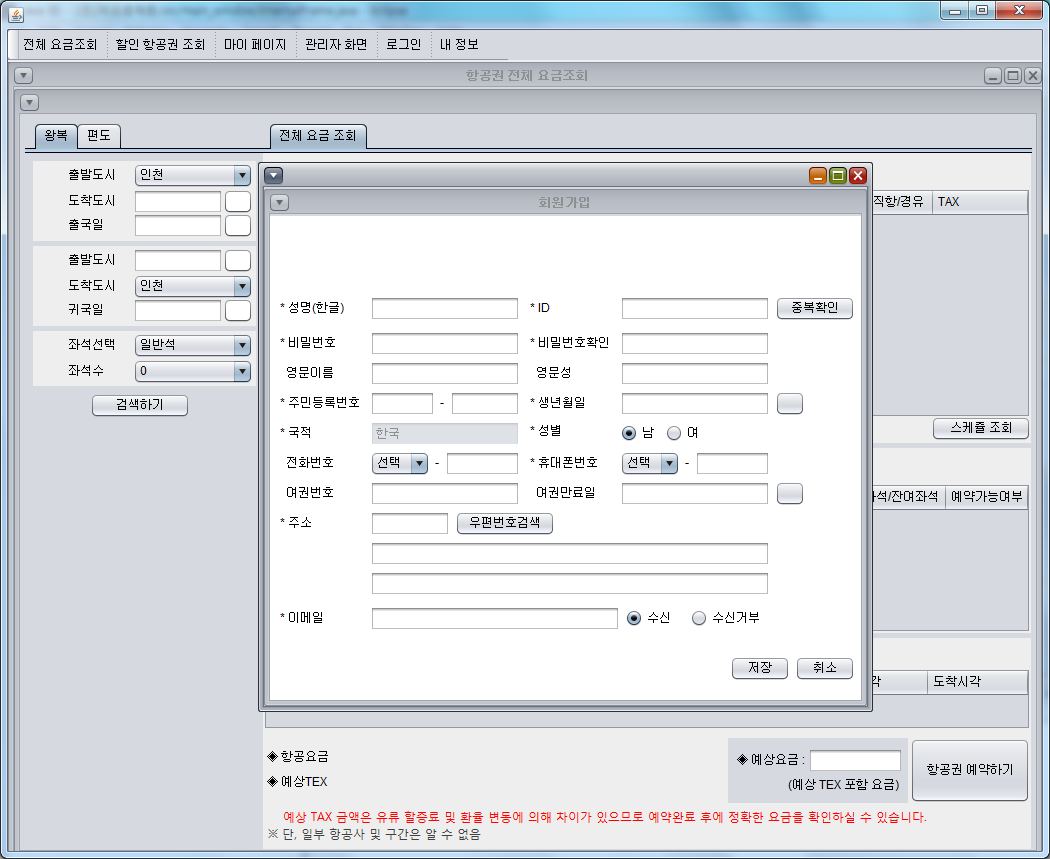 전체 요금조회 할인 항공권 조회 마이 페이지 관리자 화면 로그인 내 정보
항공권 전체 요금조회
왕복 편도 전체 요금 조회
출발도시 인천
도착도시
출국일
출발도시
도착도시 인천
귀국일
좌석선택 일반석
좌석수 0
검색하기
직항/경유 TAX
스케쥴 조회
좌석/잔여좌석 예약가능여부
도착시각
회원가입
* 성명(한글) * ID 중복확인
* 비밀번호 * 비밀번호확인
영문이름 영문성
* 주민등록번호 - * 생년월일
* 국적 한국 * 성별 남 여
전화번호 선택 - * 휴대폰번호 선택 -
여권번호 여권만료일
* 주소 우편번호검색
* 이메일 수신 수신거부
저장 취소
◈ 항공요금
◈ 예상TEX
◈ 예상요금 :
(예상 TEX 포함 요금)
항공권 예약하기
예상 TAX 금액은 유류 할증료 및 환율 변동에 의해 차이가 있으므로 예약완료 후에 정확한 요금을 확인하실 수 있습니다.
※ 단, 일부 항공사 및 구간은 알 수 없음